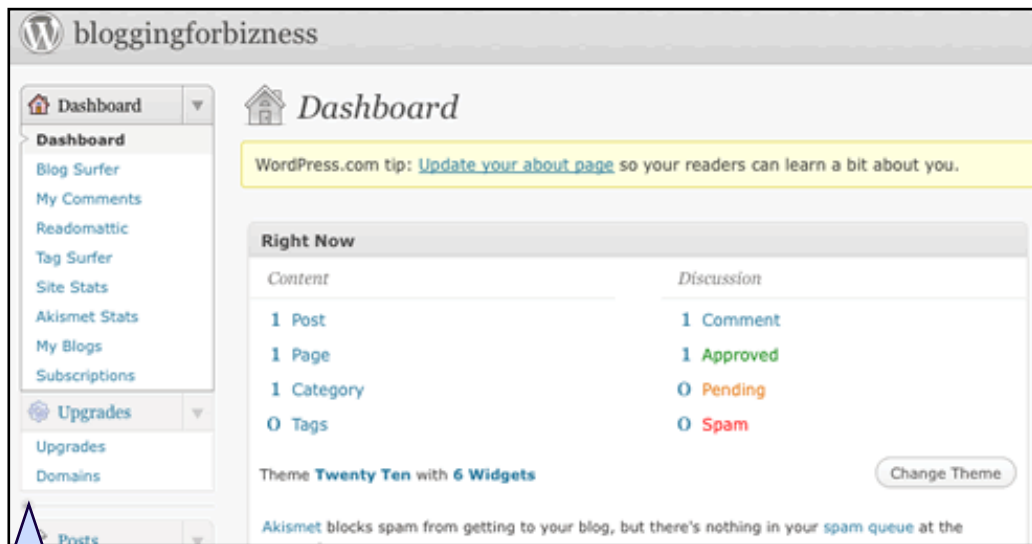 bloggingforbizness
Dashboard
Dashboard
Blog Surfer
My Comments
Readomattic
Tag Surfer
Site Stats
Akismet Stats
My Blogs
Subscriptions
Upgrades
Upgrades
Domains
Posts
Dashboard
WordPress.com tip: Update your about page so your readers can learn a bit about you.
Right Now
Content
1 Post
1 Page
1 Category
0 Tags
Discussion
1 Comment
1 Approved
0 Pending
0 Spam
Theme Twenty Ten with 6 Widgets
Change Theme
Akismet blocks spam from getting to your blog, but there's nothing in your spam queue at the